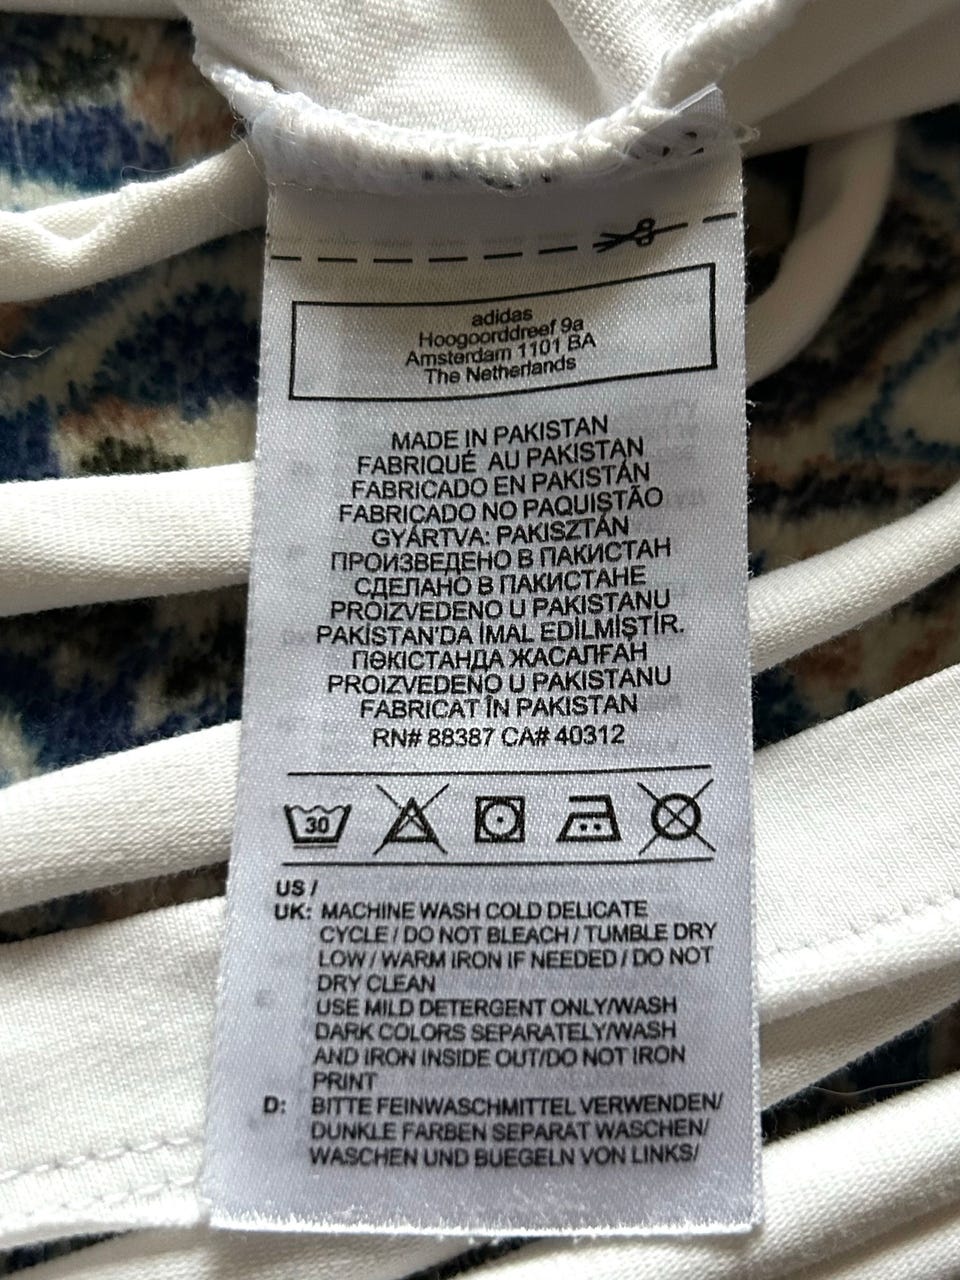 adidas
Hoogoorddreef 9a
Amsterdam 1101 BA
The Netherlands
MADE IN PAKISTAN
FABRIQUÉ AU PAKISTAN
FABRICADO EN PAKISTÁN
FABRICADO NO PAQUISTÃO
GYÁRTVA: PAKISZTÁN
ПРОИЗВЕДЕНО В ПАКИСТАН
СДЕЛАНО В ПАКИСТАНЕ
PROIZVEDENO U PAKISTANU
PAKİSTAN'DA İMAL EDİLMİŞTİR.
ПӘКІСТАНДА ЖАСАЛҒАН
PROIZVEDENO U PAKISTANU
FABRICAT ÎN PAKISTAN
RN# 88387 CA# 40312
30
US /
UK: MACHINE WASH COLD DELICATE
CYCLE / DO NOT BLEACH / TUMBLE DRY
LOW / WARM IRON IF NEEDED / DO NOT
DRY CLEAN
USE MILD DETERGENT ONLY/WASH
DARK COLORS SEPARATELY/WASH
AND IRON INSIDE OUT/DO NOT IRON
PRINT
D: BITTE FEINWASCHMITTEL VERWENDEN/
DUNKLE FARBEN SEPARAT WASCHEN/
WASCHEN UND BUEGELN VON LINKS/